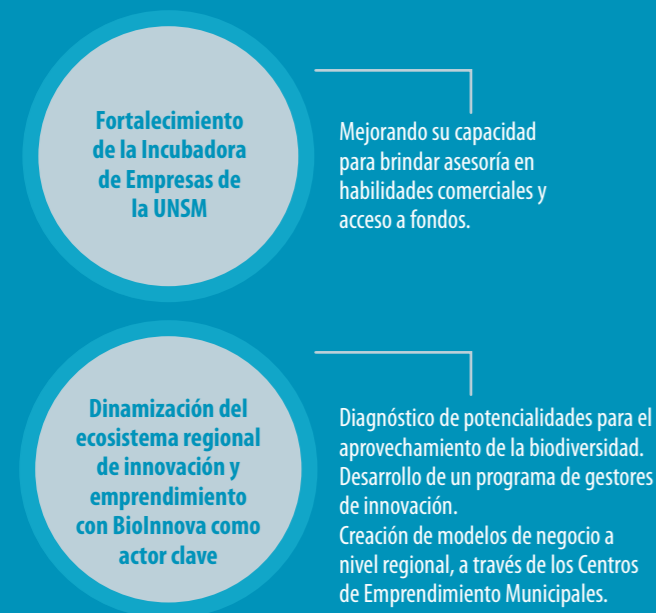 Fortalecimiento
de la Incubadora
de Empresas de
la UNSM
Mejorando su capacidad
para brindar asesoría en
habilidades comerciales y
acceso a fondos.
Dinamización del
ecosistema regional
de innovación y
emprendimiento
con BioInnova como
actor clave
Diagnóstico de potencialidades para el
aprovechamiento de la biodiversidad.
Desarrollo de un programa de gestores
de innovación.
Creación de modelos de negocio a
nivel regional, a través de los Centros
de Emprendimiento Municipales.